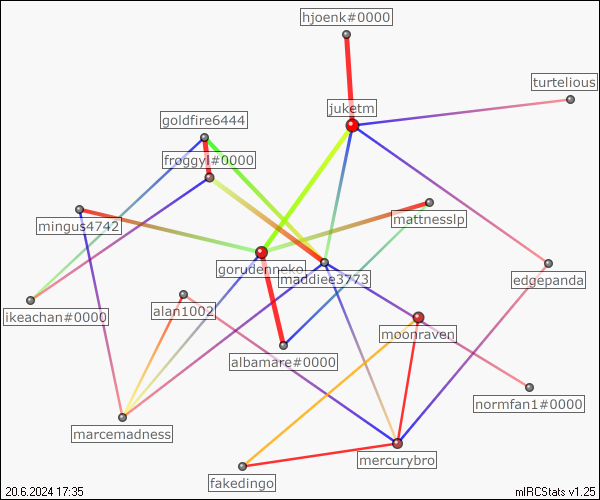 hjoenk#0000
turtelious
juketm
goldfire6444
froggyl#0000
mingus4742
mattnesslp
gorudenneko
maddiee3773
edgepanda
ikeachan#0000
alan1002
moonraven
albamare#0000
normfan1#0000
marcemadness
mercurybro
fakedingo
20.6.2024 17:35
mIRCStats v1.25